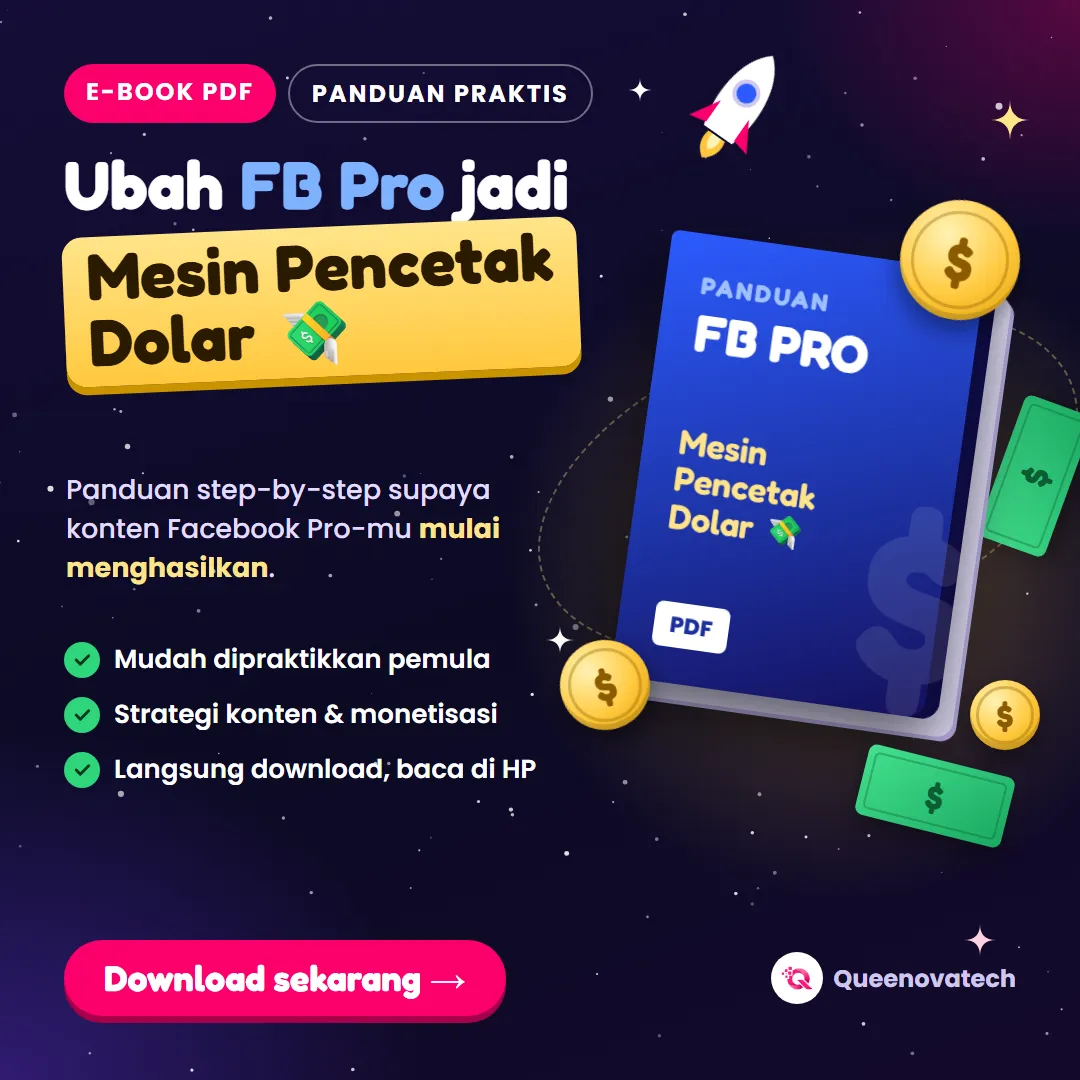 E-BOOK PDF
PANDUAN PRAKTIS
Ubah FB Pro jadi
Mesin Pencetak
Dolar 💸
Panduan step-by-step supaya
konten Facebook Pro-mu mulai
menghasilkan.
Mudah dipraktikkan pemula
Strategi konten & monetisasi
Langsung download, baca di HP
PANDUAN
FB PRO
Mesin
Pencetak
Dolar 💸
PDF
$
$
$
$
$
$
Download sekarang →
Queenovatech